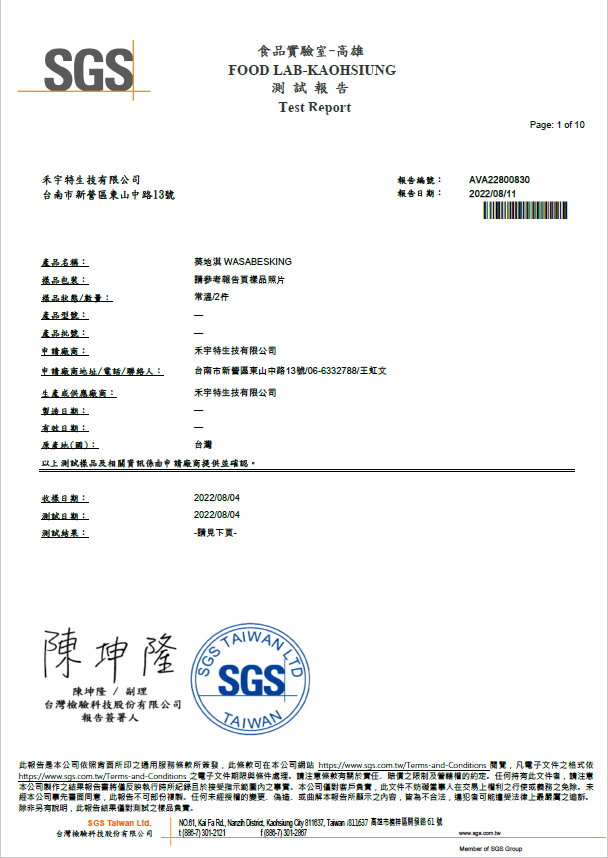 SGS
食品實驗室-高雄
FOOD LAB-KAOHSIUNG
測 試 報 告
Test Report
Page: 1 of 10
禾宇特生技有限公司
台南市新營區東山中路13號
報告編號： AVA22800830
報告日期： 2022/08/11
產品名稱： 葵地淇 WASABESKING
樣品包裝： 請參考報告頁樣品照片
樣品狀態/數量： 常溫/2件
產品型號： —
產品批號： —
申請廠商： 禾宇特生技有限公司
申請廠商地址/電話/聯絡人： 台南市新營區東山中路13號/06-6332788/王虹文
生產或供應廠商： 禾宇特生技有限公司
製造日期： —
有效日期： —
原產地(國)： 台灣
以上測試樣品及相關資訊係由申請廠商提供並確認。
收樣日期： 2022/08/04
測試日期： 2022/08/04
測試結果： -請見下頁-
陳坤隆
SGS TAIWAN LTD
SGS
TAIWAN
陳坤隆 / 副理
台灣檢驗科技股份有限公司
報告簽署人
此報告是本公司依照背面所印之通用服務條款所簽發，此條款可在本公司網站 https://www.sgs.com.tw/Terms-and-Conditions 閱覽，凡電子文件之格式依
https://www.sgs.com.tw/Terms-and-Conditions 之電子文件期限與條件處理。請注意條款有關於責任、賠償之限制及管轄權的約定。任何持有此文件者，請注意
本公司製作之結果報告書將僅反映執行時所紀錄且於接受指示範圍內之事實。本公司僅對客戶負責，此文件不妨礙當事人在交易上權利之行使或義務之免除。未
經本公司事先書面同意，此報告不可部份複製。任何未經授權的變更、偽造、或曲解本報告所顯示之內容，皆為不合法，違犯者可能遭受法律上最嚴厲之追訴。
除非另有說明，此報告結果僅對測試之樣品負責。
SGS Taiwan Ltd.
台灣檢驗科技股份有限公司
NO.61, Kai Fa Rd., Nanzih District, Kaohsiung City 811637, Taiwan /811637 高雄市楠梓區開發路 61 號
t (886-7) 301-2121 f (886-7) 301-2867 www.sgs.com.tw
Member of SGS Group